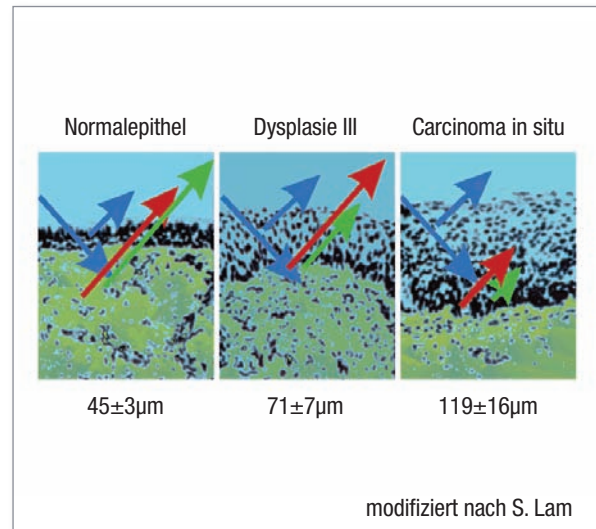 Normalepithel Dysplasie III Carcinoma in situ
45±3µm 71±7µm 119±16µm
modifiziert nach S. Lam